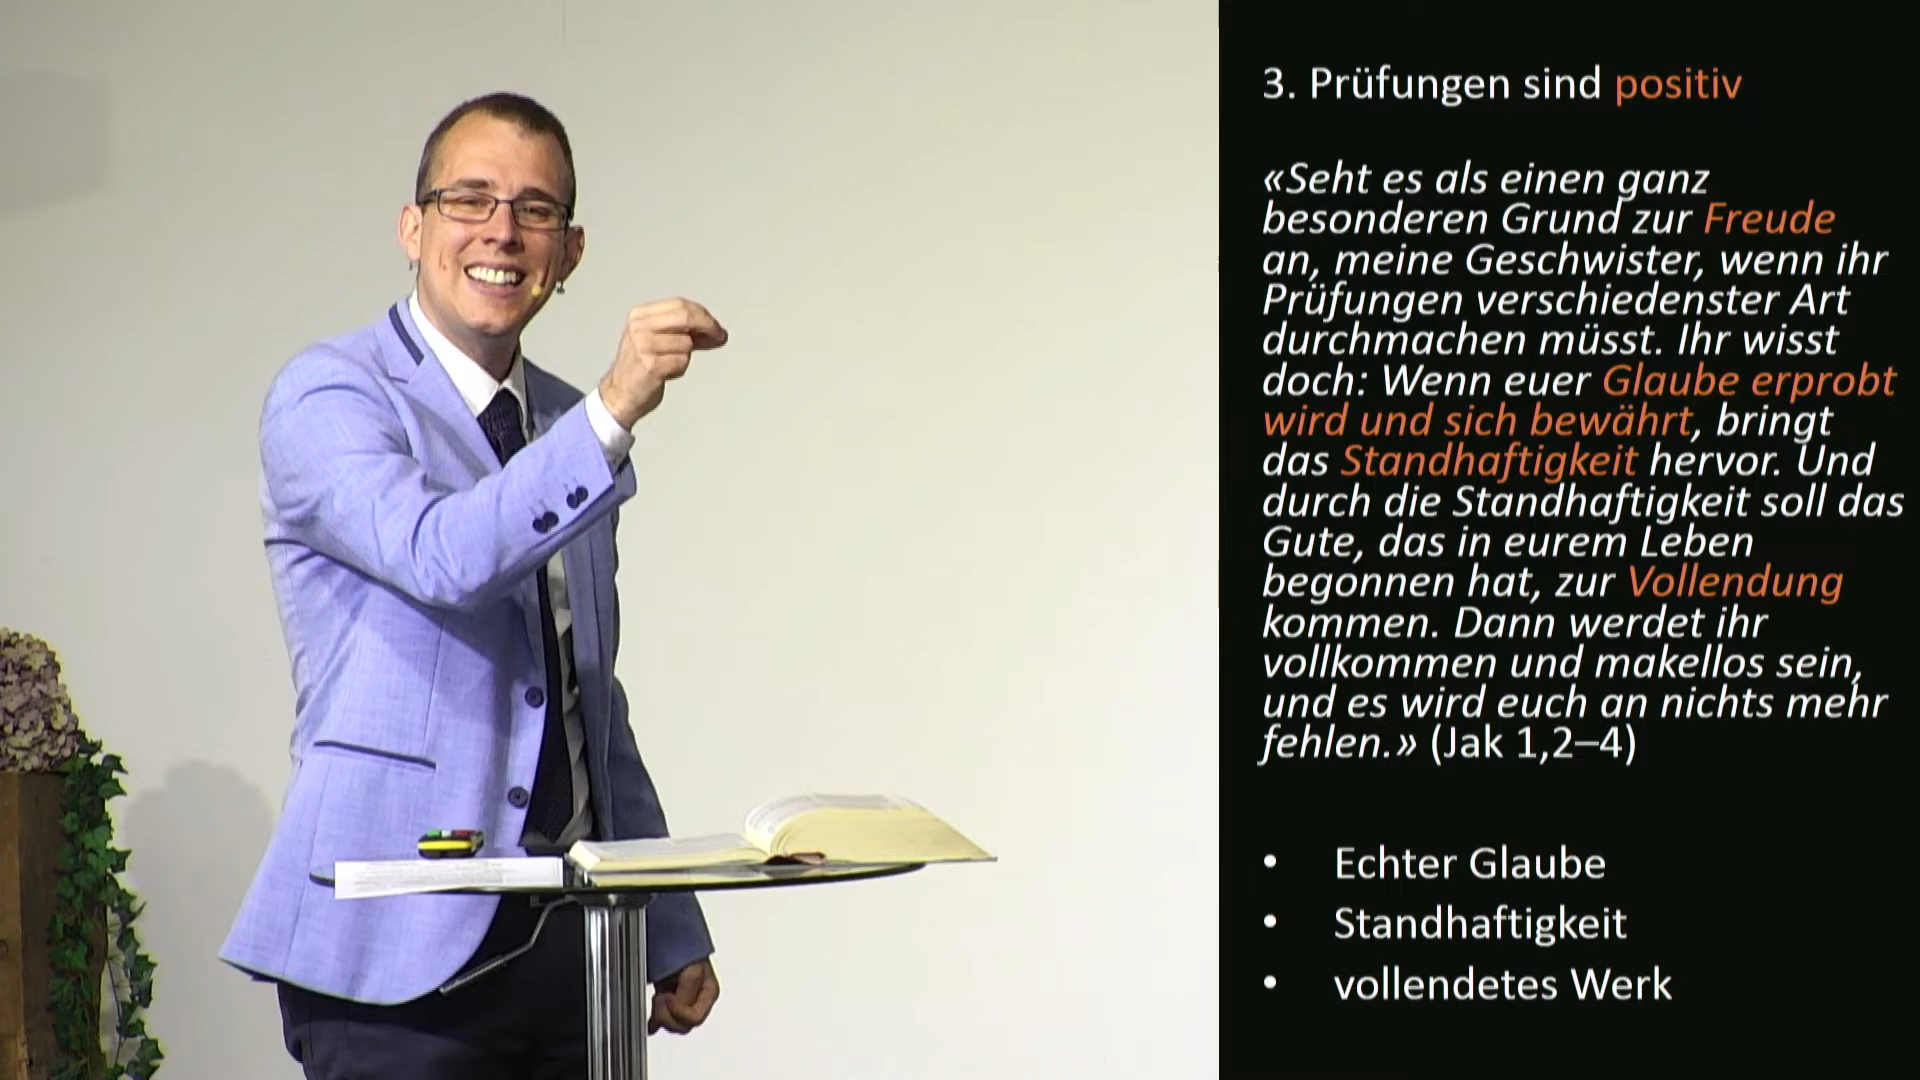 3. Prüfungen sind positiv
«Seht es als einen ganz
besonderen Grund zur Freude
an, meine Geschwister, wenn ihr
Prüfungen verschiedenster Art
durchmachen müsst. Ihr wisst
doch: Wenn euer Glaube erprobt
wird und sich bewährt, bringt
das Standhaftigkeit hervor. Und
durch die Standhaftigkeit soll das
Gute, das in eurem Leben
begonnen hat, zur Vollendung
kommen. Dann werdet ihr
vollkommen und makellos sein,
und es wird euch an nichts mehr
fehlen.» (Jak 1,2–4)
• Echter Glaube
• Standhaftigkeit
• vollendetes Werk